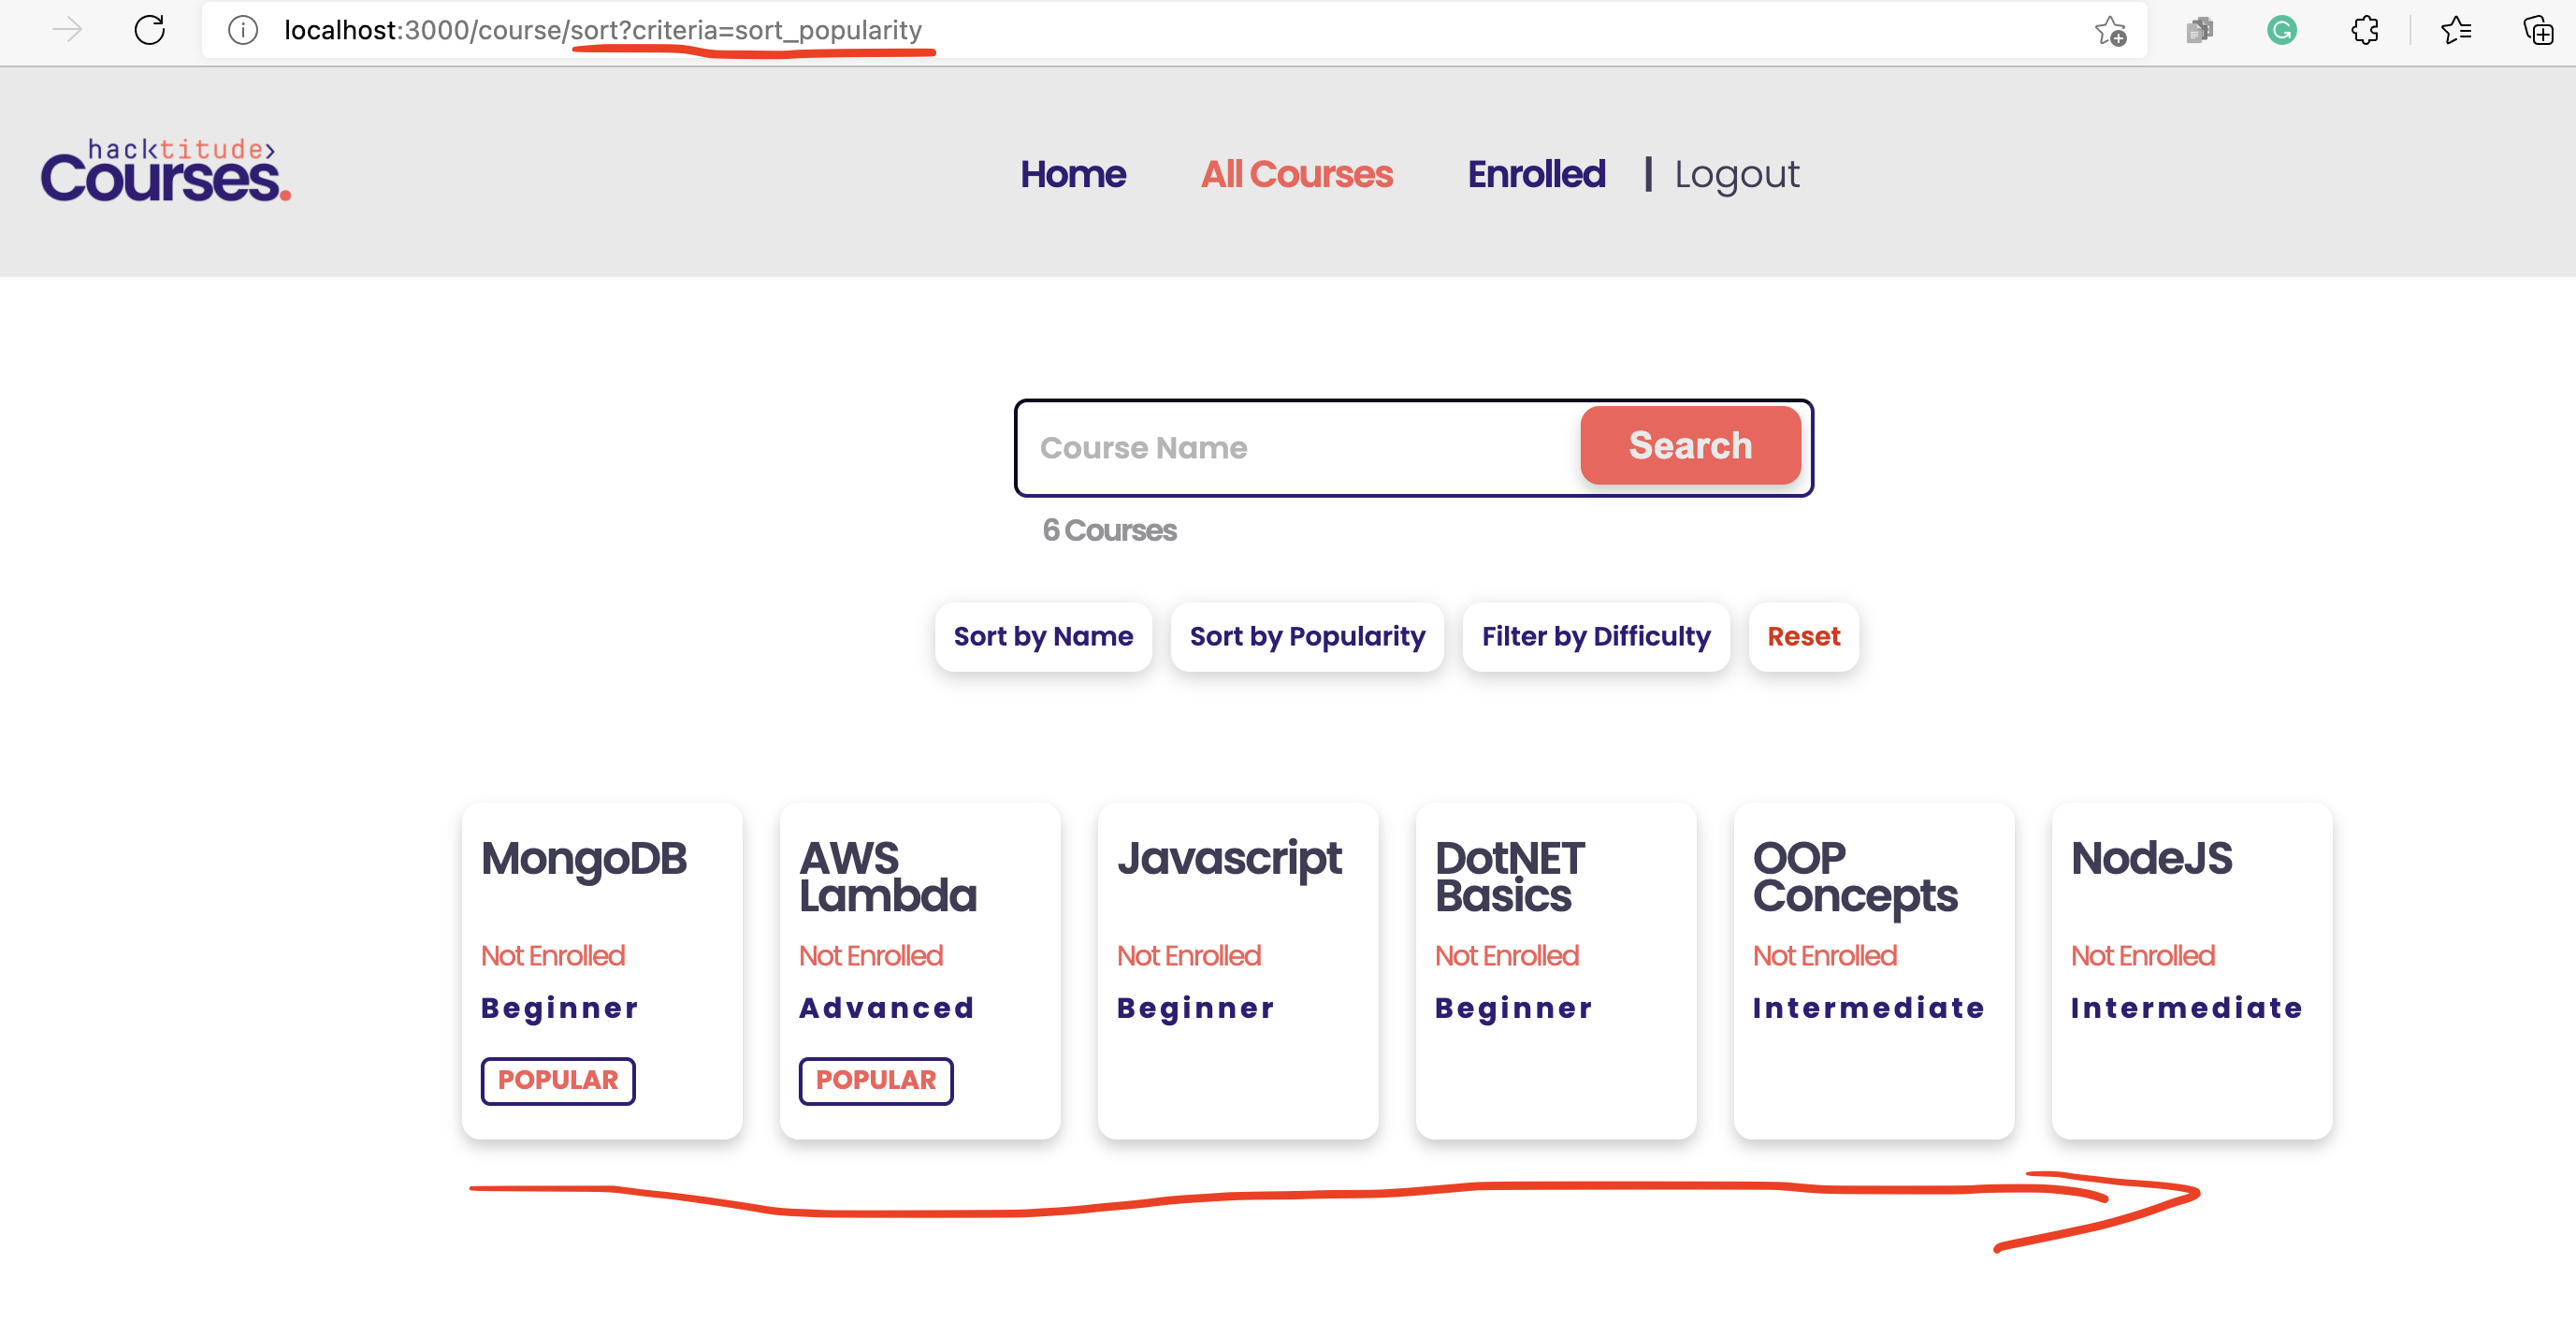 localhost:3000/course/sort?criteria=sort_popularity
hack<titude>
Courses.
Home All Courses Enrolled | Logout
Course Name Search
6 Courses
Sort by Name Sort by Popularity Filter by Difficulty Reset
MongoDB
Not Enrolled
Beginner
POPULAR
AWS
Lambda
Not Enrolled
Advanced
POPULAR
Javascript
Not Enrolled
Beginner
DotNET
Basics
Not Enrolled
Beginner
OOP
Concepts
Not Enrolled
Intermediate
NodeJS
Not Enrolled
Intermediate